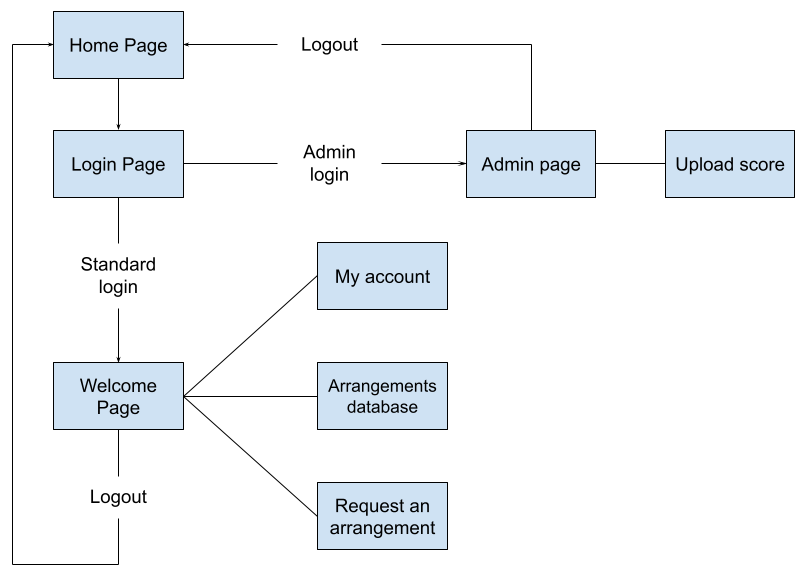 Home Page
Logout
Login Page
Admin
login
Admin page
Upload score
Standard
login
My account
Welcome
Page
Arrangements
database
Logout
Request an
arrangement